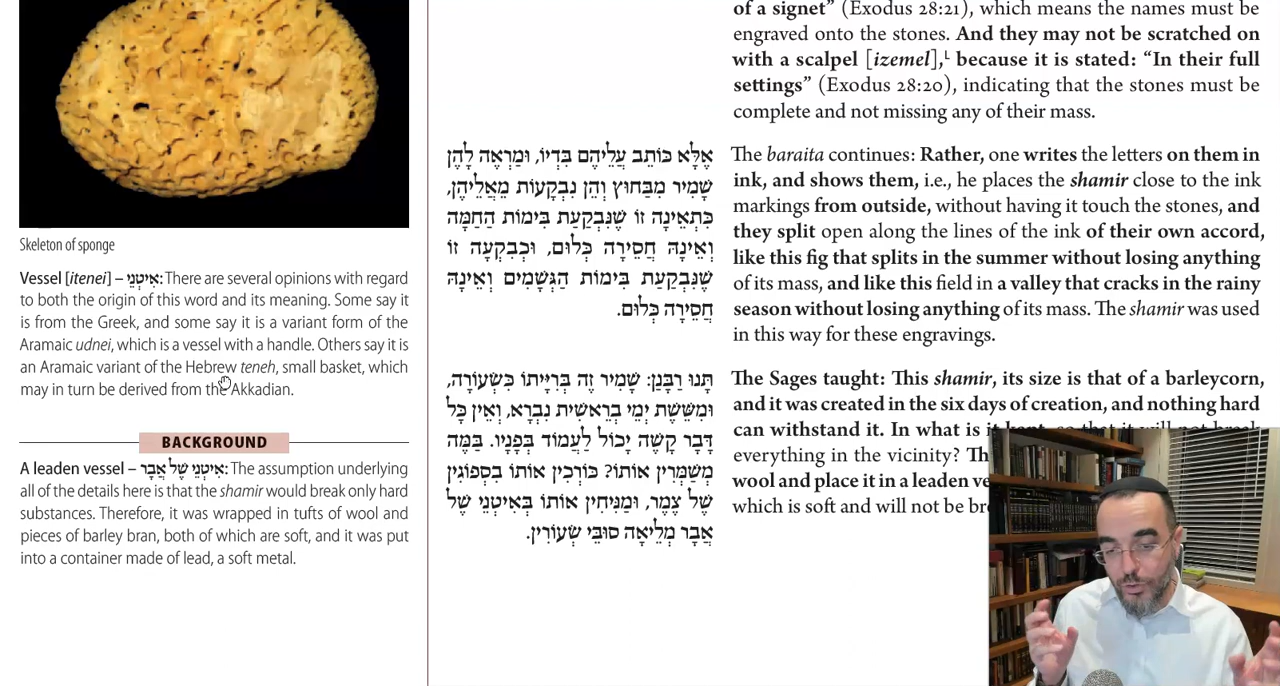 Skeleton of sponge
Vessel [itenei] – אִיטְנֵי: There are several opinions with regard
to both the origin of this word and its meaning. Some say it
is from the Greek, and some say it is a variant form of the
Aramaic udnei, which is a vessel with a handle. Others say it is
an Aramaic variant of the Hebrew teneh, small basket, which
may in turn be derived from the Akkadian.
BACKGROUND
A leaden vessel – אִיטְנֵי שֶׁל אֲבָר: The assumption underlying
all of the details here is that the shamir would break only hard
substances. Therefore, it was wrapped in tufts of wool and
pieces of barley bran, both of which are soft, and it was put
into a container made of lead, a soft metal.
אֶלָּא כּוֹתֵב עֲלֵיהֶם בִּדְיוֹ, וּמַרְאֶה לָהֶן
שָׁמִיר מִבַּחוּץ וְהֵן נִבְקָעוֹת מֵאֲלֵיהֶן,
כִּתְאֵינָה זוֹ שֶׁנִּבְקַעַת בִּימוֹת הַחַמָּה
וְאֵינָהּ חֲסֵירָה כְּלוּם, וּכְבִקְעָה זוֹ
שֶׁנִּבְקַעַת בִּימוֹת הַגְּשָׁמִים וְאֵינָהּ
חֲסֵירָה כְּלוּם.
תָּנוּ רַבָּנַן: שָׁמִיר זֶה בְּרִיָּיתוֹ כִּשְׂעוֹרָה,
וּמִשֵּׁשֶׁת יְמֵי בְרֵאשִׁית נִבְרָא, וְאֵין כָּל
דָּבָר קָשֶׁה יָכוֹל לַעֲמוֹד בְּפָנָיו. בַּמֶּה
מְשַׁמְּרִין אוֹתוֹ? כּוֹרְכִין אוֹתוֹ בִּסְפוֹגִין
שֶׁל צֶמֶר, וּמַנִּיחִין אוֹתוֹ בְּאִיטְנֵי שֶׁל
אֲבָר מְלֵיאָה סוּבֵּי שְׂעוֹרִין.
of a signet” (Exodus 28:21), which means the names must be
engraved onto the stones. And they may not be scratched on
with a scalpel [izemel],ᴸ because it is stated: “In their full
settings” (Exodus 28:20), indicating that the stones must be
complete and not missing any of their mass.
The baraita continues: Rather, one writes the letters on them in
ink, and shows them, i.e., he places the shamir close to the ink
markings from outside, without having it touch the stones, and
they split open along the lines of the ink of their own accord,
like this fig that splits in the summer without losing anything
of its mass, and like this field in a valley that cracks in the rainy
season without losing anything of its mass. The shamir was used
in this way for these engravings.
The Sages taught: This shamir, its size is that of a barleycorn,
and it was created in the six days of creation, and nothing hard
can withstand it. In what is it
everything in the vicinity?
wool and place it in a leaden
which is soft and will not be